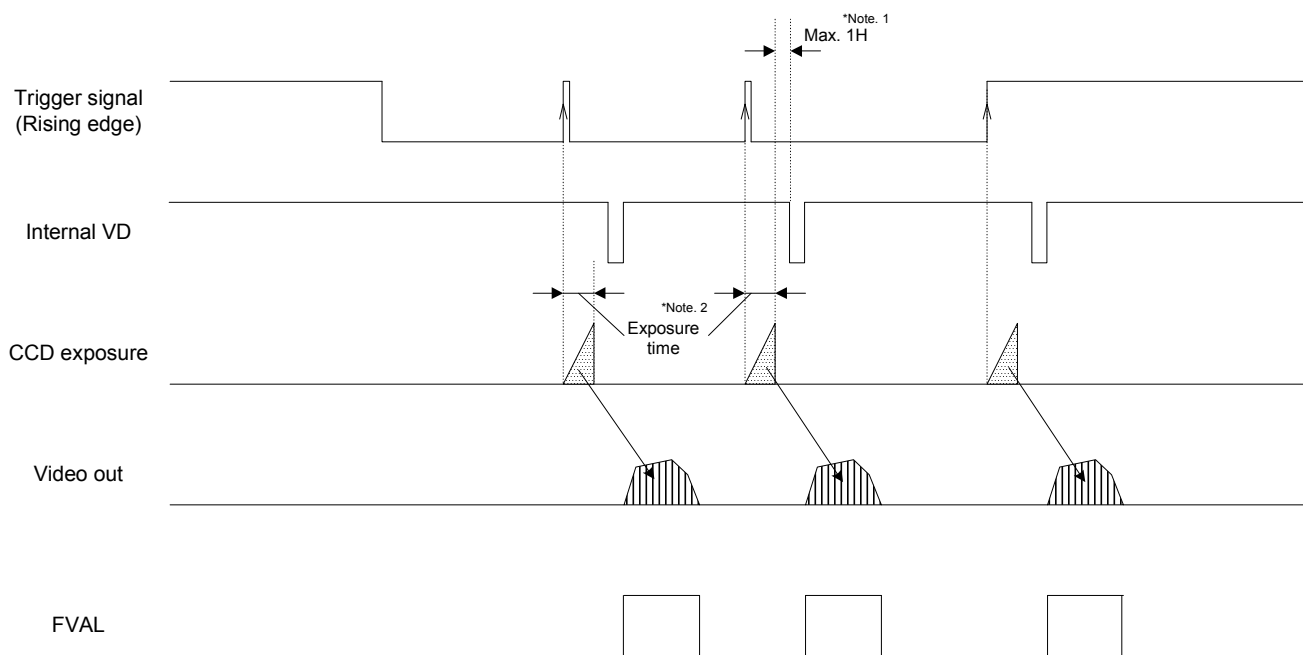 *Note. 1
Max. 1H
Trigger signal
(Rising edge)
Internal VD
*Note. 2
Exposure
time
CCD exposure
Video out
FVAL